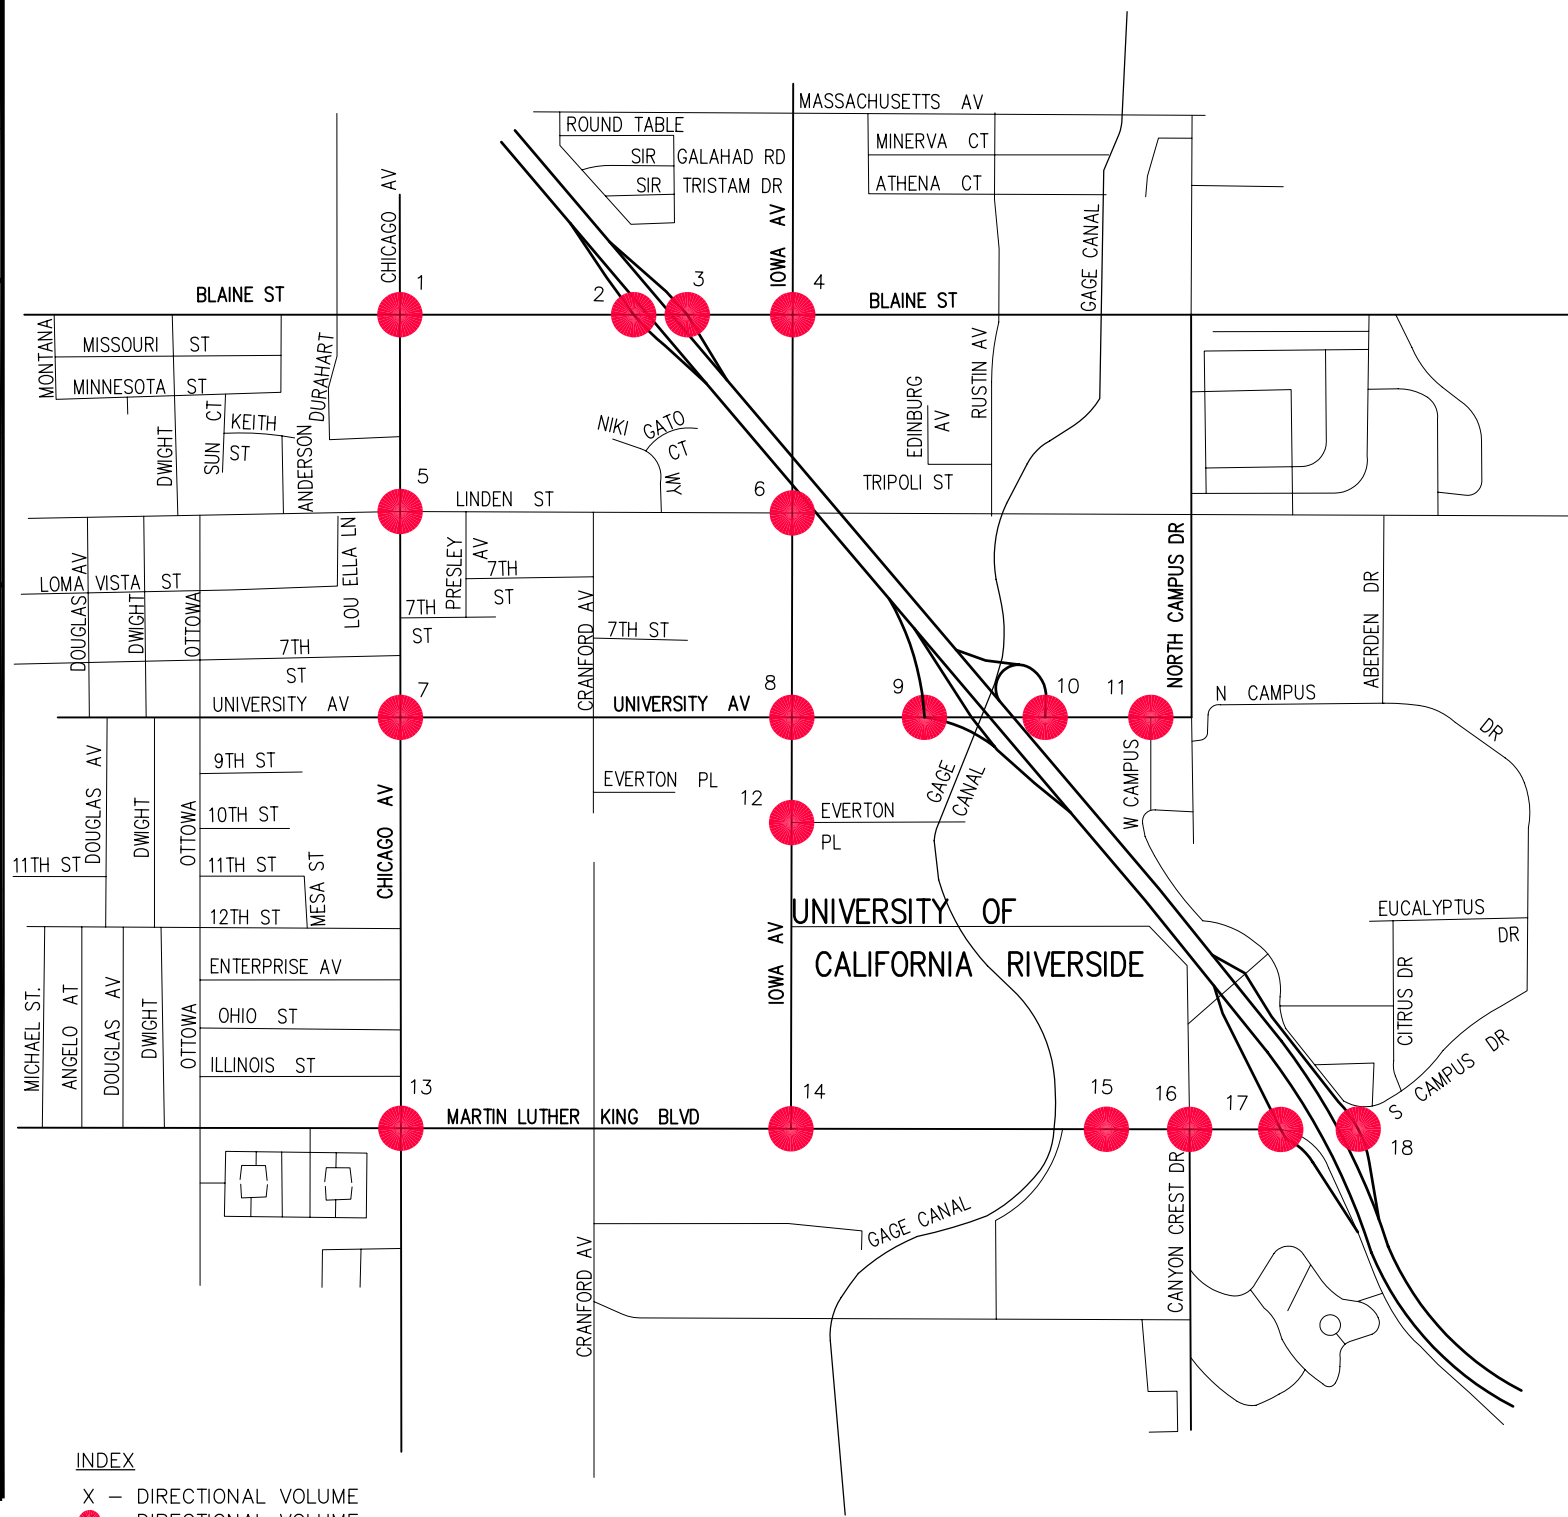 MASSACHUSETTS AV
ROUND TABLE
SIR GALAHAD RD
SIR TRISTAM DR
MINERVA CT
ATHENA CT
CHICAGO AV
IOWA AV
GAGE CANAL
BLAINE ST
1
2
3
4
BLAINE ST
MONTANA
MISSOURI ST
MINNESOTA ST
DURAHART
SUN CT
KEITH ST
DWIGHT
ANDERSON
NIKI WY
GATO CT
EDINBURG AV
RUSTIN AV
TRIPOLI ST
5
LINDEN ST
6
LOMA VISTA ST
DOUGLAS AV
DWIGHT
OTTOWA
LOU ELLA LN
PRESLEY AV
7TH ST
7TH ST
CRANFORD AV
7TH ST
7TH ST
NORTH CAMPUS DR
ABERDEN DR
UNIVERSITY AV
7
UNIVERSITY AV
8
9
10
11
N CAMPUS DR
DOUGLAS AV
DWIGHT
OTTOWA
9TH ST
10TH ST
11TH ST
11TH ST
MESA ST
12TH ST
CHICAGO AV
EVERTON PL
12
EVERTON PL
GAGE CANAL
W CAMPUS
UNIVERSITY OF
CALIFORNIA RIVERSIDE
IOWA AV
EUCALYPTUS DR
CITRUS DR
S CAMPUS DR
MICHAEL ST.
ANGELO AT
DOUGLAS AV
DWIGHT
OTTOWA
ENTERPRISE AV
OHIO ST
ILLINOIS ST
13
MARTIN LUTHER KING BLVD
14
15
16
17
18
CRANFORD AV
GAGE CANAL
CANYON CREST DR
INDEX
X – DIRECTIONAL VOLUME
DIRECTIONAL VOLUME